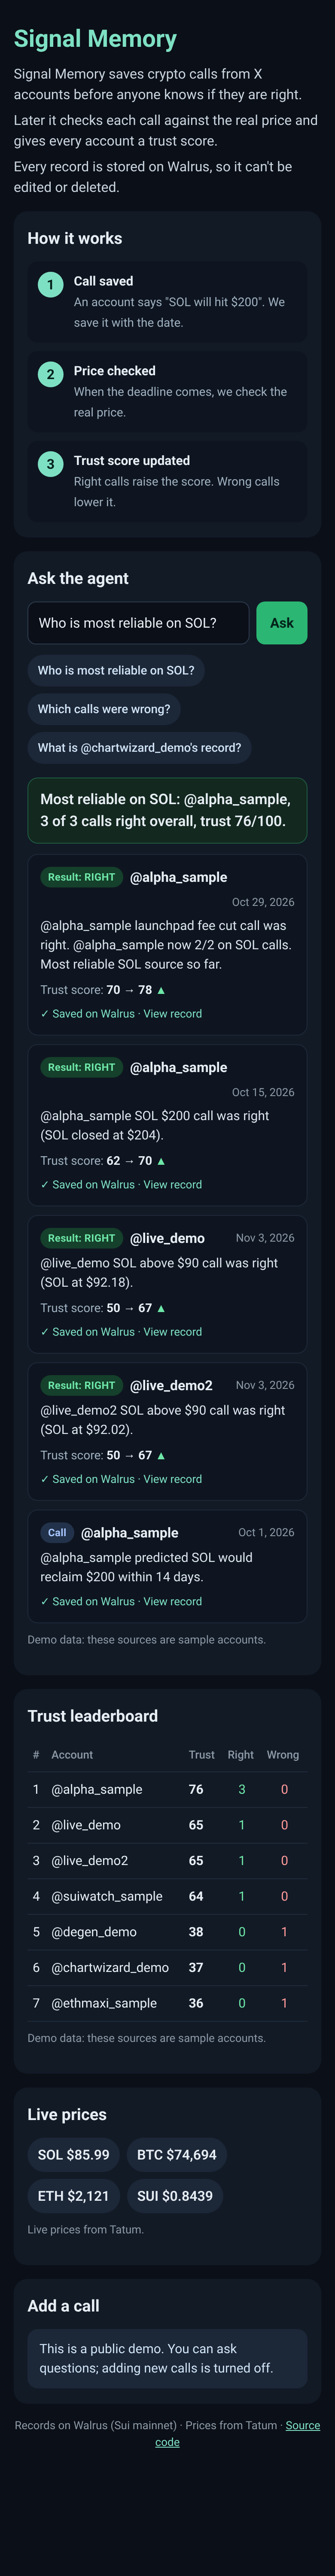 Signal Memory
Signal Memory saves crypto calls from X
accounts before anyone knows if they are right.
Later it checks each call against the real price and
gives every account a trust score.
Every record is stored on Walrus, so it can't be
edited or deleted.
How it works
1
Call saved
An account says "SOL will hit $200". We
save it with the date.
2
Price checked
When the deadline comes, we check the
real price.
3
Trust score updated
Right calls raise the score. Wrong calls
lower it.
Ask the agent
Who is most reliable on SOL? Ask
Who is most reliable on SOL?
Which calls were wrong?
What is @chartwizard_demo's record?
Most reliable on SOL: @alpha_sample,
3 of 3 calls right overall, trust 76/100.
Result: RIGHT @alpha_sample
Oct 29, 2026
@alpha_sample launchpad fee cut call was
right. @alpha_sample now 2/2 on SOL calls.
Most reliable SOL source so far.
Trust score: 70 → 78 ▲
✓ Saved on Walrus · View record
Result: RIGHT @alpha_sample
Oct 15, 2026
@alpha_sample SOL $200 call was right
(SOL closed at $204).
Trust score: 62 → 70 ▲
✓ Saved on Walrus · View record
Result: RIGHT @live_demo Nov 3, 2026
@live_demo SOL above $90 call was right
(SOL at $92.18).
Trust score: 50 → 67 ▲
✓ Saved on Walrus · View record
Result: RIGHT @live_demo2 Nov 3, 2026
@live_demo2 SOL above $90 call was right
(SOL at $92.02).
Trust score: 50 → 67 ▲
✓ Saved on Walrus · View record
Call @alpha_sample Oct 1, 2026
@alpha_sample predicted SOL would
reclaim $200 within 14 days.
✓ Saved on Walrus · View record
Demo data: these sources are sample accounts.
Trust leaderboard
# Account Trust Right Wrong
1 @alpha_sample 76 3 0
2 @live_demo 65 1 0
3 @live_demo2 65 1 0
4 @suiwatch_sample 64 1 0
5 @degen_demo 38 0 1
6 @chartwizard_demo 37 0 1
7 @ethmaxi_sample 36 0 1
Demo data: these sources are sample accounts.
Live prices
SOL $85.99 BTC $74,694
ETH $2,121 SUI $0.8439
Live prices from Tatum.
Add a call
This is a public demo. You can ask
questions; adding new calls is turned off.
Records on Walrus (Sui mainnet) · Prices from Tatum · Source
code